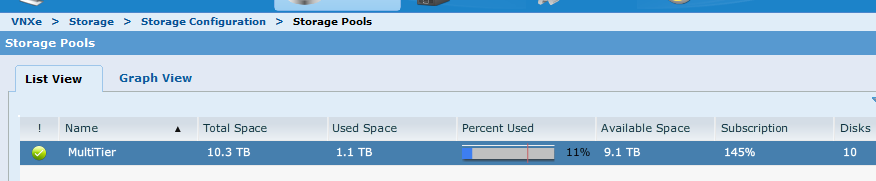 VNXe > Storage > Storage Configuration > Storage Pools
Storage Pools
List View Graph View
! Name ▲ Total Space Used Space Percent Used Available Space Subscription Disks
MultiTier 10.3 TB 1.1 TB 11% 9.1 TB 145% 10